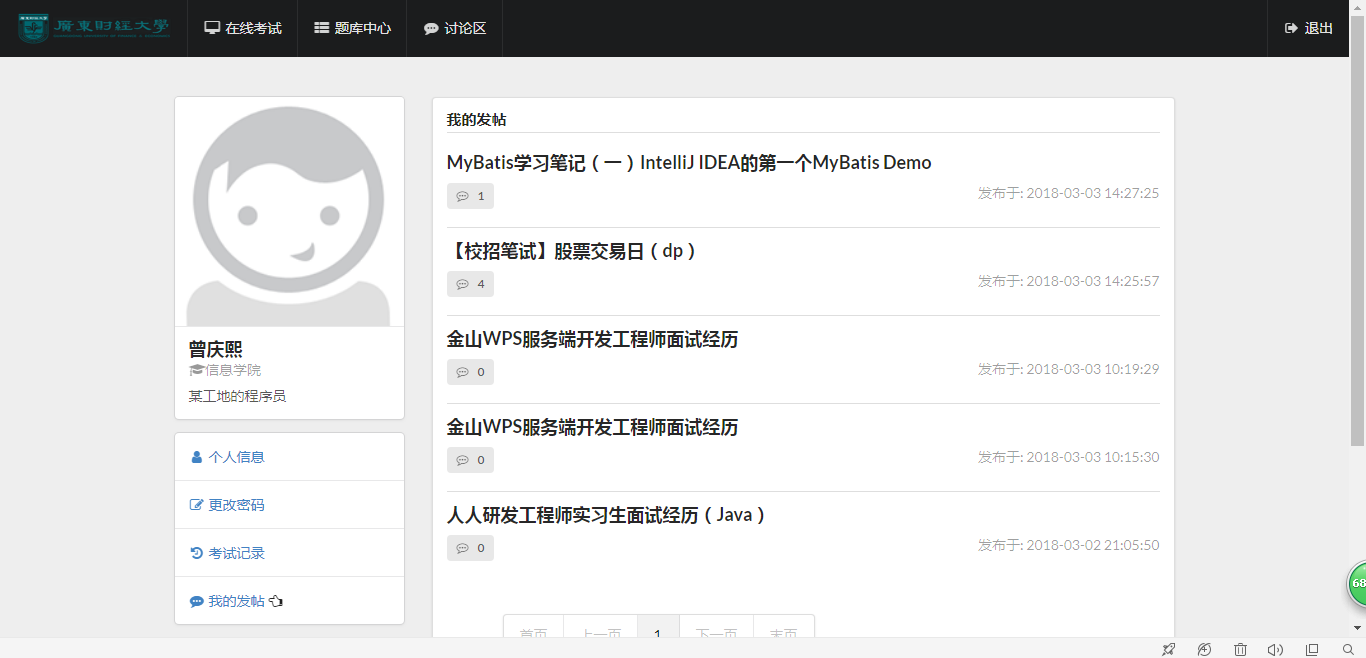 廣東财经大學
在线考试
题库中心
讨论区
退出
曾庆熙
信息学院
某工地的程序员
个人信息
更改密码
考试记录
我的发帖
我的发帖
MyBatis学习笔记（一）IntelliJ IDEA的第一个MyBatis Demo
1
发布于: 2018-03-03 14:27:25
【校招笔试】股票交易日（dp）
4
发布于: 2018-03-03 14:25:57
金山WPS服务端开发工程师面试经历
0
发布于: 2018-03-03 10:19:29
金山WPS服务端开发工程师面试经历
0
发布于: 2018-03-03 10:15:30
人人研发工程师实习生面试经历（Java）
0
发布于: 2018-03-02 21:05:50
首页
上一页
1
下一页
末页
68